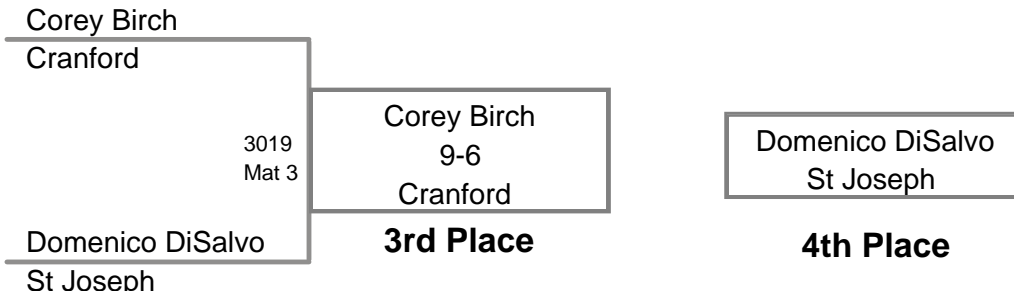 Corey Birch
Cranford
3019
Mat 3
Corey Birch
9-6
Cranford
3rd Place
Domenico DiSalvo
St Joseph
4th Place
Domenico DiSalvo
St Joseph